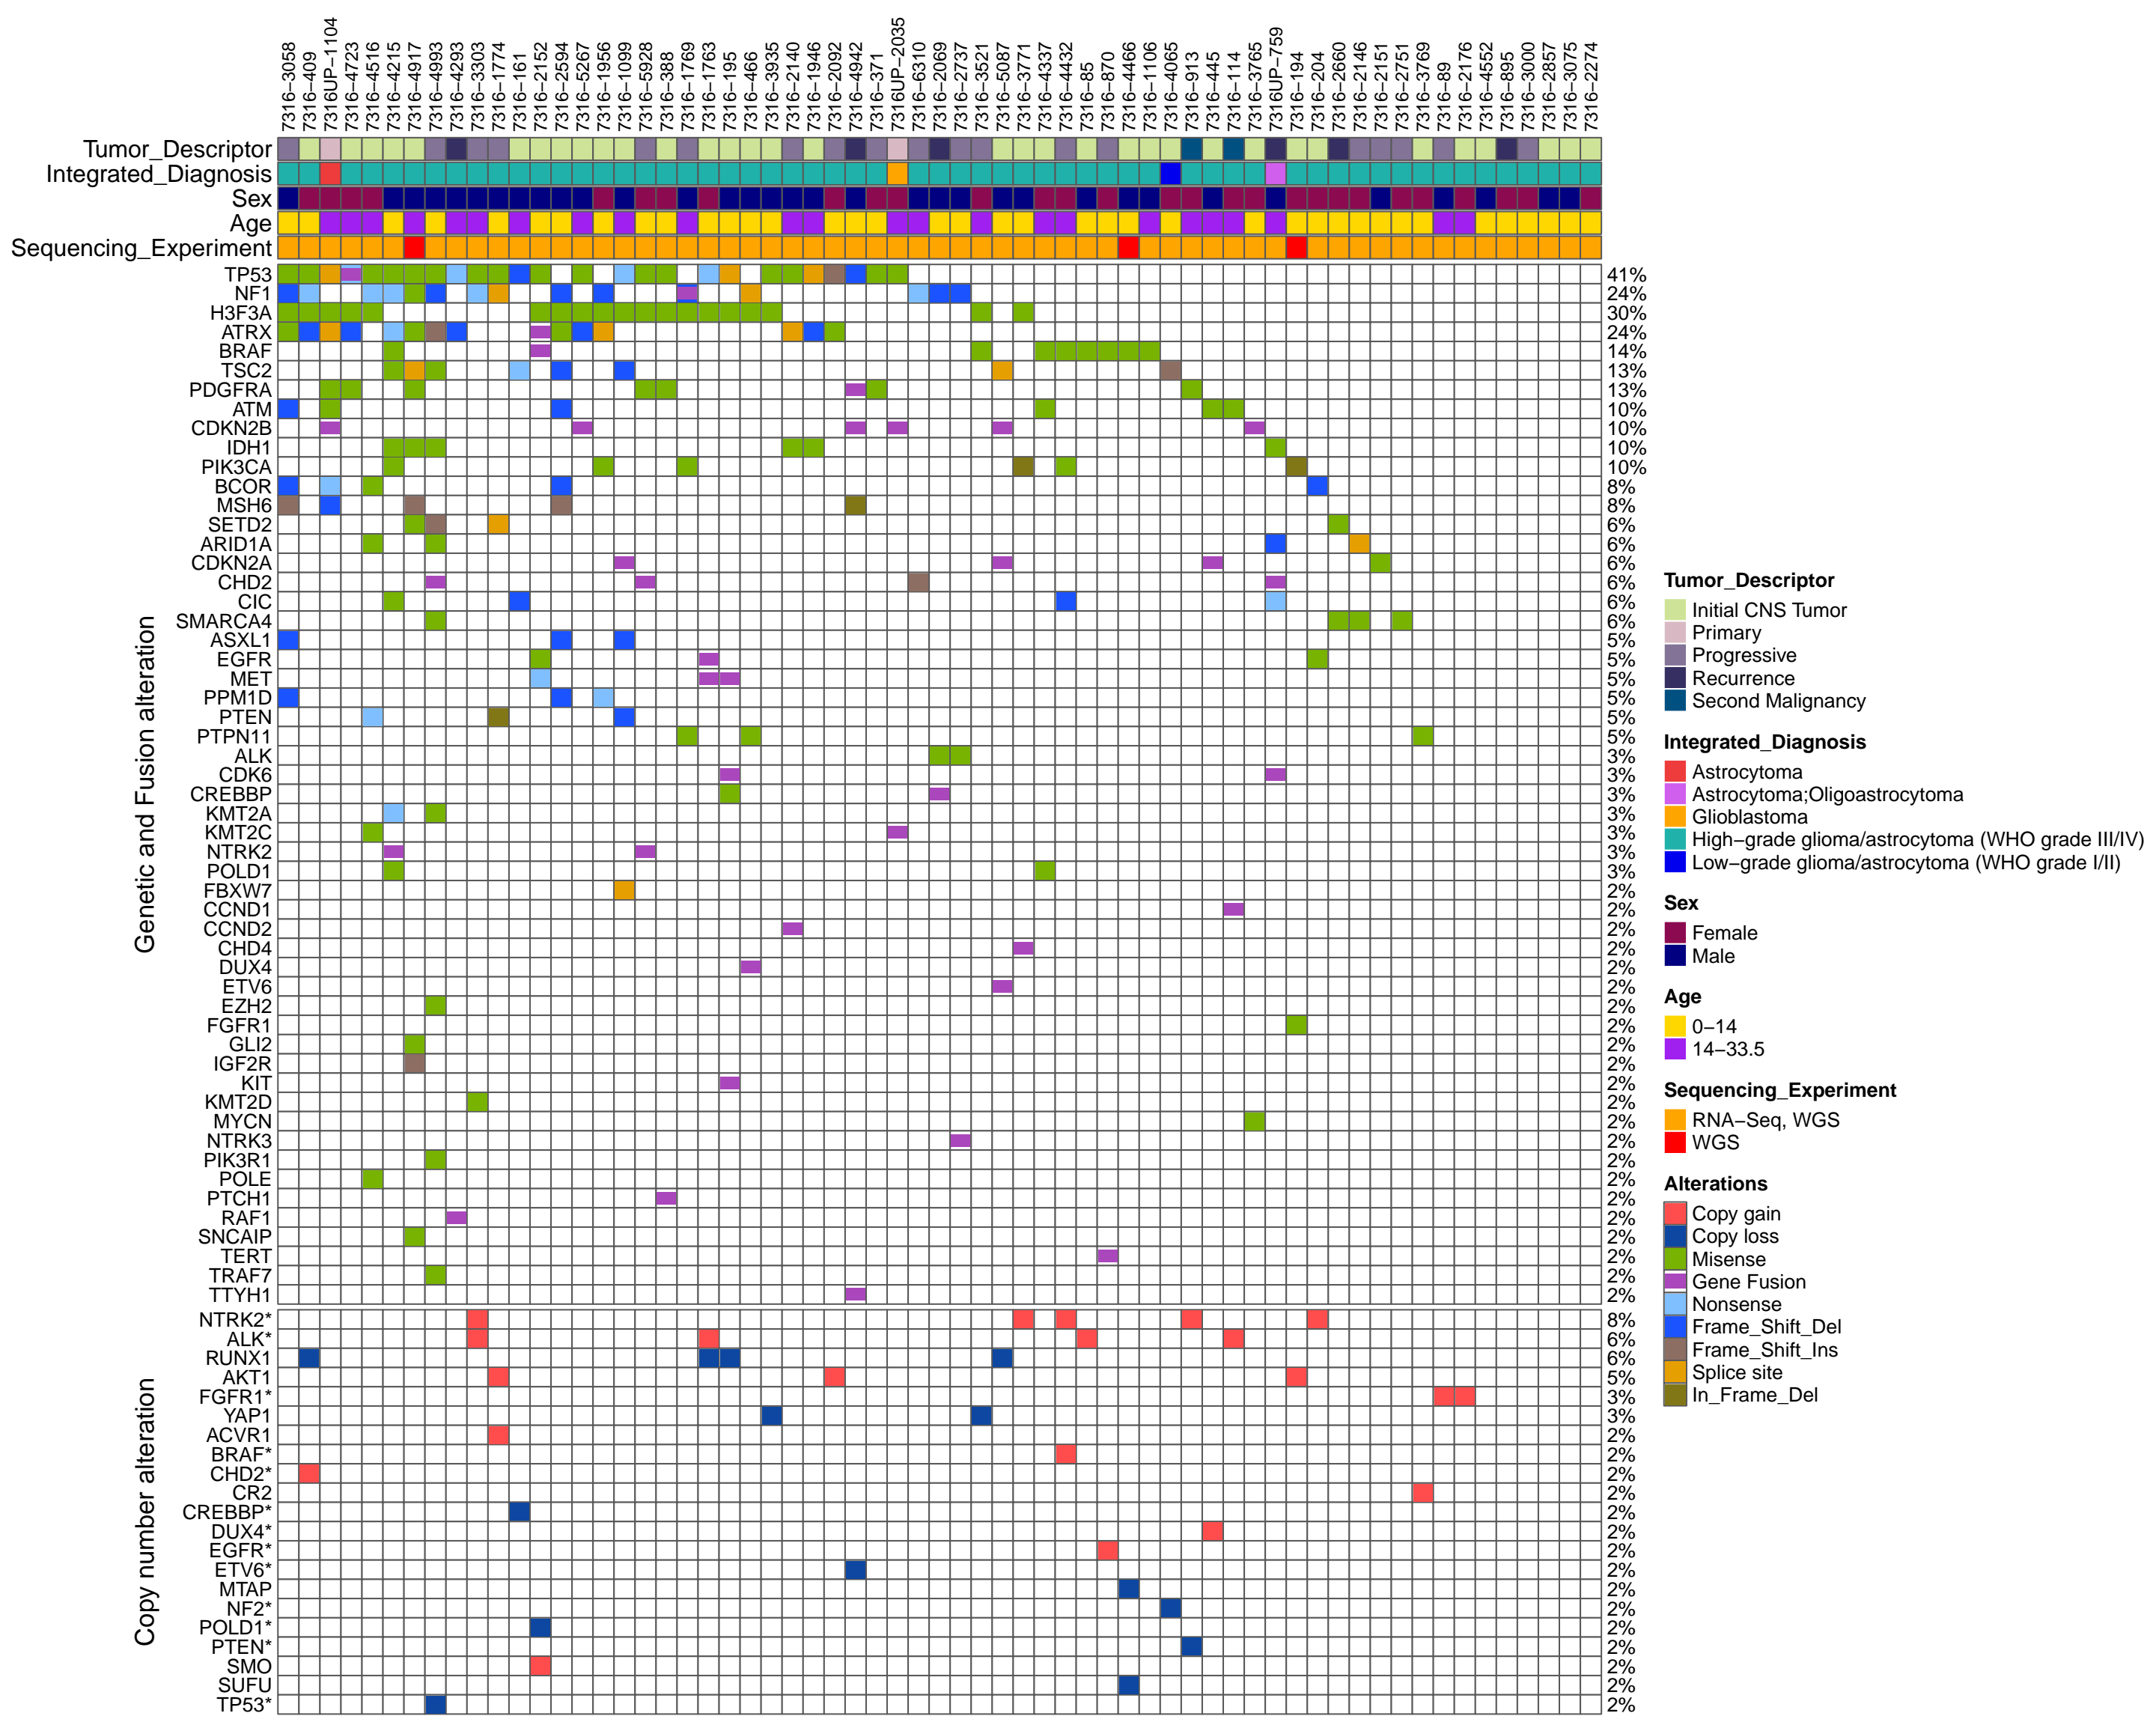 7316−3058
7316−409
7316UP−1104
7316−4723
7316−4516
7316−4215
7316−4917
7316−4993
7316−4293
7316−3303
7316−1774
7316−161
7316−2152
7316−2594
7316−5267
7316−1956
7316−1099
7316−5928
7316−388
7316−1769
7316−1763
7316−195
7316−466
7316−3935
7316−2140
7316−1946
7316−2092
7316−4942
7316−371
7316UP−2035
7316−6310
7316−2069
7316−2737
7316−3521
7316−5087
7316−3771
7316−4337
7316−4432
7316−85
7316−870
7316−4466
7316−1106
7316−4065
7316−913
7316−445
7316−114
7316−3765
7316UP−759
7316−194
7316−204
7316−2660
7316−2146
7316−2151
7316−2751
7316−3769
7316−89
7316−2176
7316−4552
7316−895
7316−3000
7316−2857
7316−3075
7316−2274
Tumor_Descriptor
Integrated_Diagnosis
Sex
Age
Sequencing_Experiment
Genetic and Fusion alteration
TP53 41%
NF1 24%
H3F3A 30%
ATRX 24%
BRAF 14%
TSC2 13%
PDGFRA 13%
ATM 10%
CDKN2B 10%
IDH1 10%
PIK3CA 10%
BCOR 8%
MSH6 8%
SETD2 6%
ARID1A 6%
CDKN2A 6%
CHD2 6%
CIC 6%
SMARCA4 6%
ASXL1 5%
EGFR 5%
MET 5%
PPM1D 5%
PTEN 5%
PTPN11 5%
ALK 3%
CDK6 3%
CREBBP 3%
KMT2A 3%
KMT2C 3%
NTRK2 3%
POLD1 3%
FBXW7 2%
CCND1 2%
CCND2 2%
CHD4 2%
DUX4 2%
ETV6 2%
EZH2 2%
FGFR1 2%
GLI2 2%
IGF2R 2%
KIT 2%
KMT2D 2%
MYCN 2%
NTRK3 2%
PIK3R1 2%
POLE 2%
PTCH1 2%
RAF1 2%
SNCAIP 2%
TERT 2%
TRAF7 2%
TTYH1 2%
Copy number alteration
NTRK2* 8%
ALK* 6%
RUNX1 6%
AKT1 5%
FGFR1* 3%
YAP1 3%
ACVR1 2%
BRAF* 2%
CHD2* 2%
CR2 2%
CREBBP* 2%
DUX4* 2%
EGFR* 2%
ETV6* 2%
MTAP 2%
NF2* 2%
POLD1* 2%
PTEN* 2%
SMO 2%
SUFU 2%
TP53* 2%
Tumor_Descriptor
Initial CNS Tumor
Primary
Progressive
Recurrence
Second Malignancy
Integrated_Diagnosis
Astrocytoma
Astrocytoma;Oligoastrocytoma
Glioblastoma
High−grade glioma/astrocytoma (WHO grade III/IV)
Low−grade glioma/astrocytoma (WHO grade I/II)
Sex
Female
Male
Age
0−14
14−33.5
Sequencing_Experiment
RNA−Seq, WGS
WGS
Alterations
Copy gain
Copy loss
Misense
Gene Fusion
Nonsense
Frame_Shift_Del
Frame_Shift_Ins
Splice site
In_Frame_Del